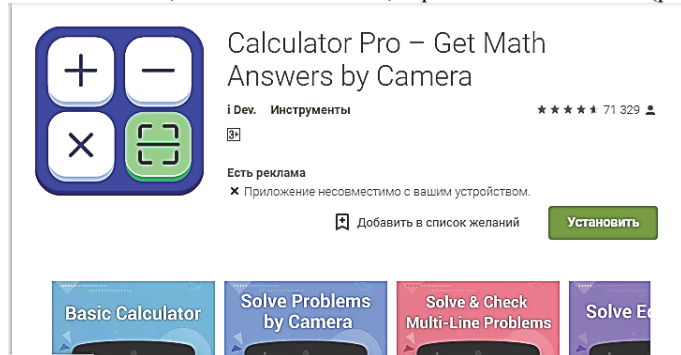 Calculator Pro – Get Math
Answers by Camera
i Dev. Инструменты 71 329
3+
Есть реклама
Приложение несовместимо с вашим устройством.
Добавить в список желаний Установить
Basic Calculator
Solve Problems
by Camera
Solve & Check
Multi-Line Problems
Solve